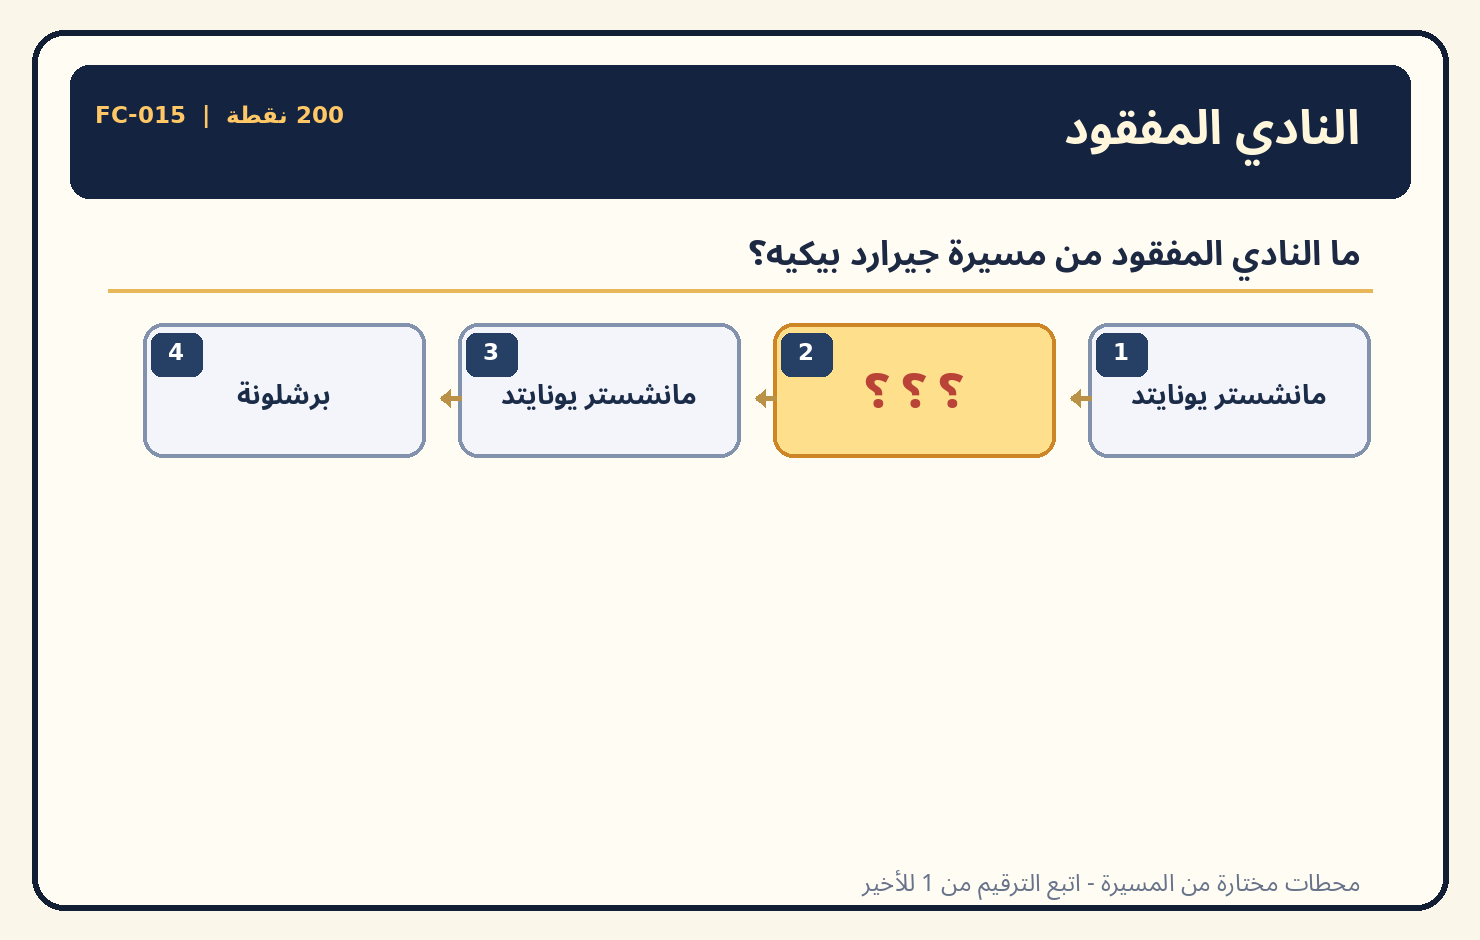 النادي المفقود
200 نقطة | FC-015
ما النادي المفقود من مسيرة جيرارد بيكيه؟
1
مانشستر يونايتد
2
؟ ؟ ؟
3
مانشستر يونايتد
4
برشلونة
محطات مختارة من المسيرة - اتبع الترقيم من 1 للأخير